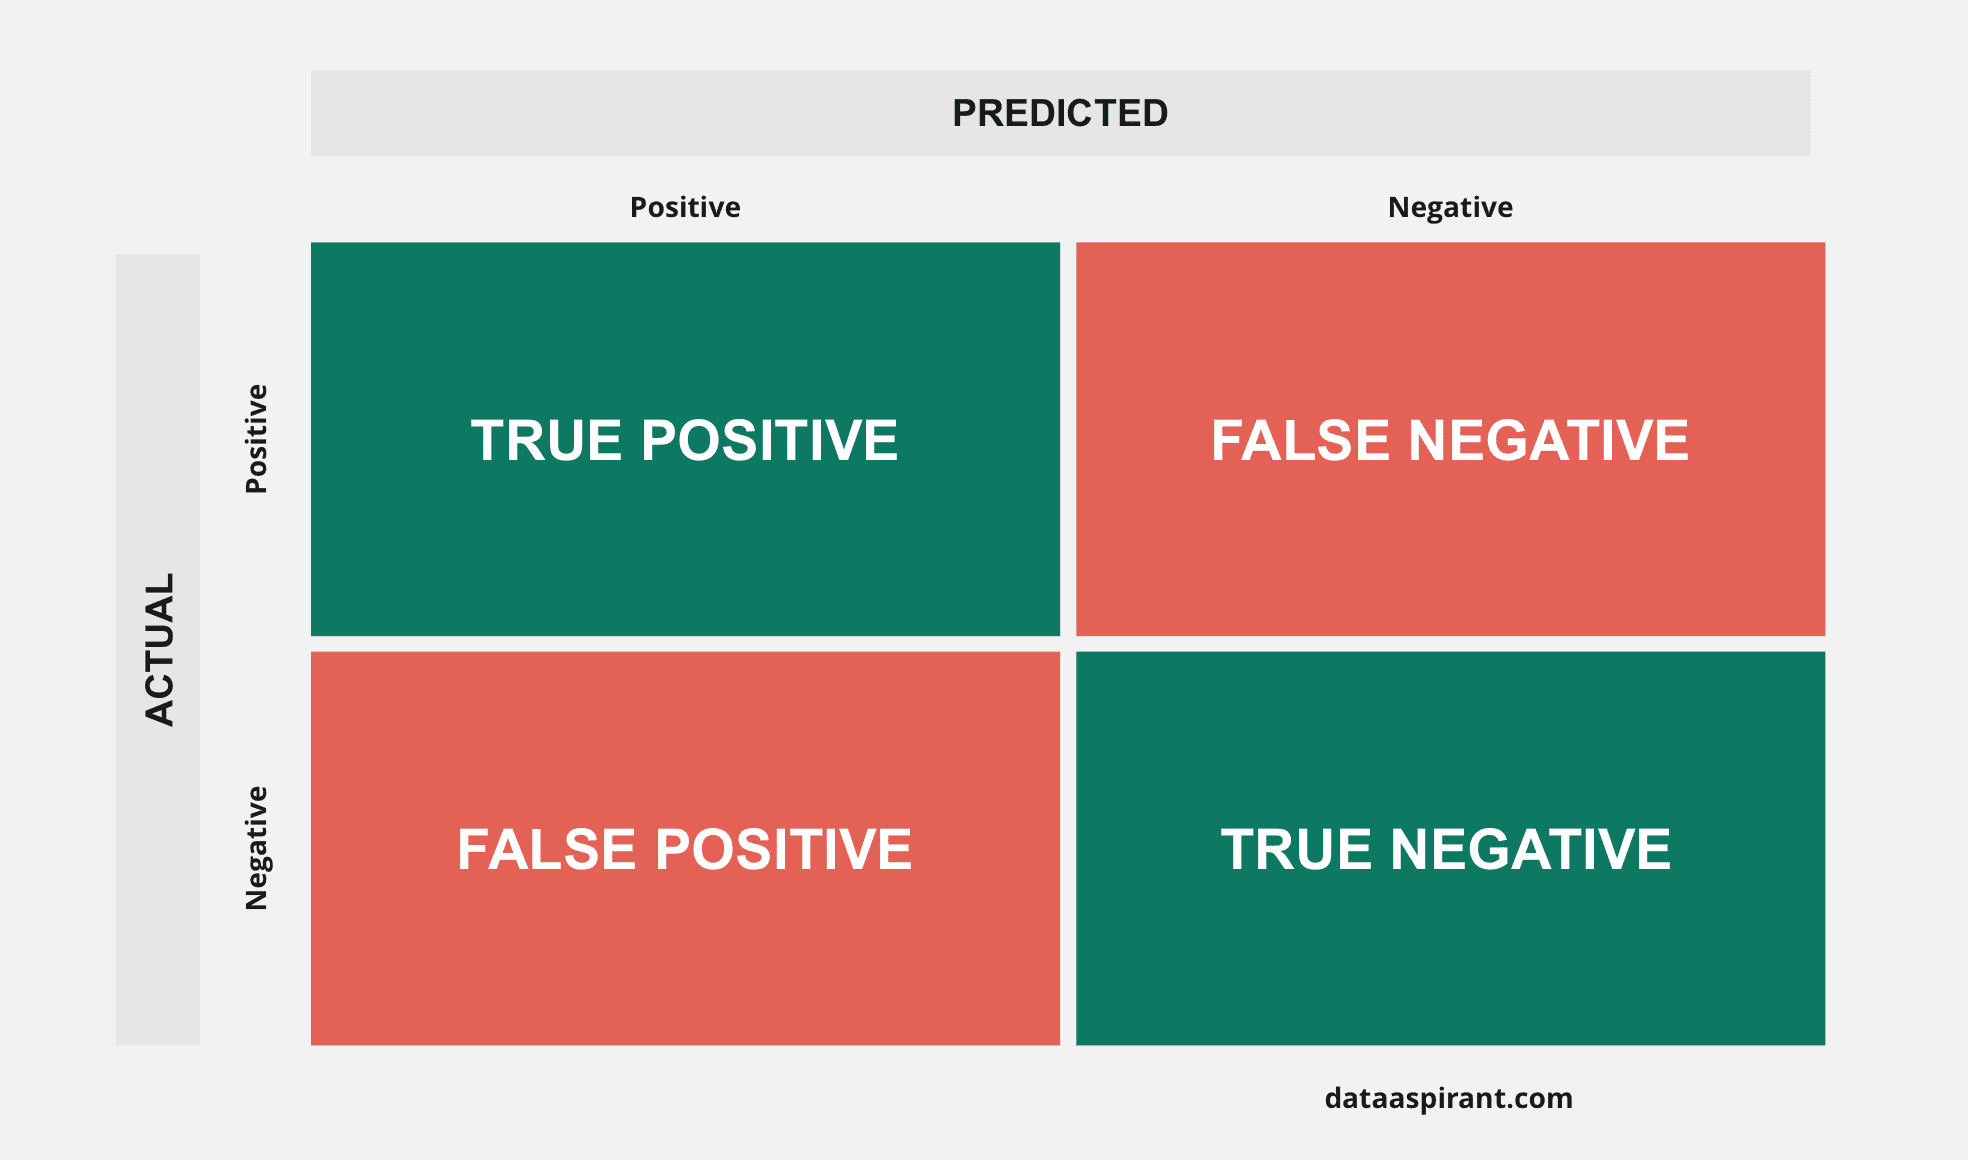 PREDICTED
Positive
Negative
ACTUAL
Positive
TRUE POSITIVE
FALSE NEGATIVE
Negative
FALSE POSITIVE
TRUE NEGATIVE
dataaspirant.com